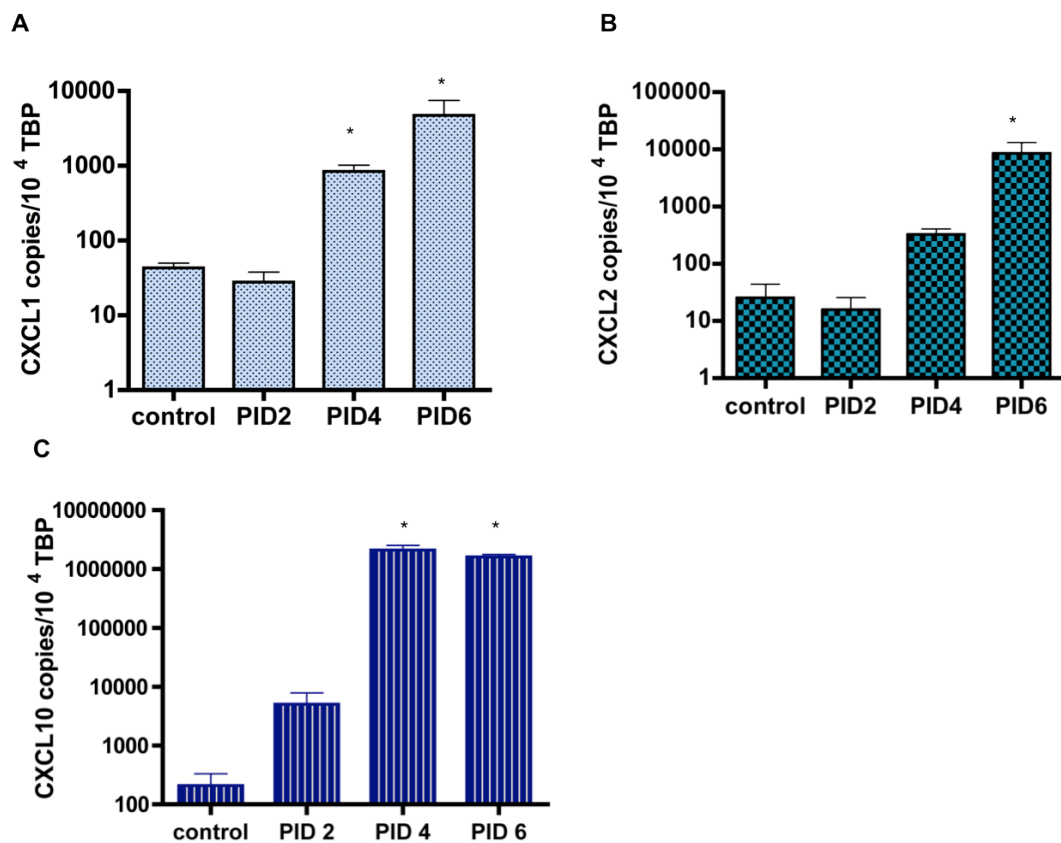 A
CXCL1 copies/10 4 TBP
10000
1000
100
10
1
*
*
control PID2 PID4 PID6
B
CXCL2 copies/10 4 TBP
100000
10000
1000
100
10
1
*
control PID2 PID4 PID6
C
CXCL10 copies/10 4 TBP
10000000
1000000
100000
10000
1000
100
*
*
control PID 2 PID 4 PID 6